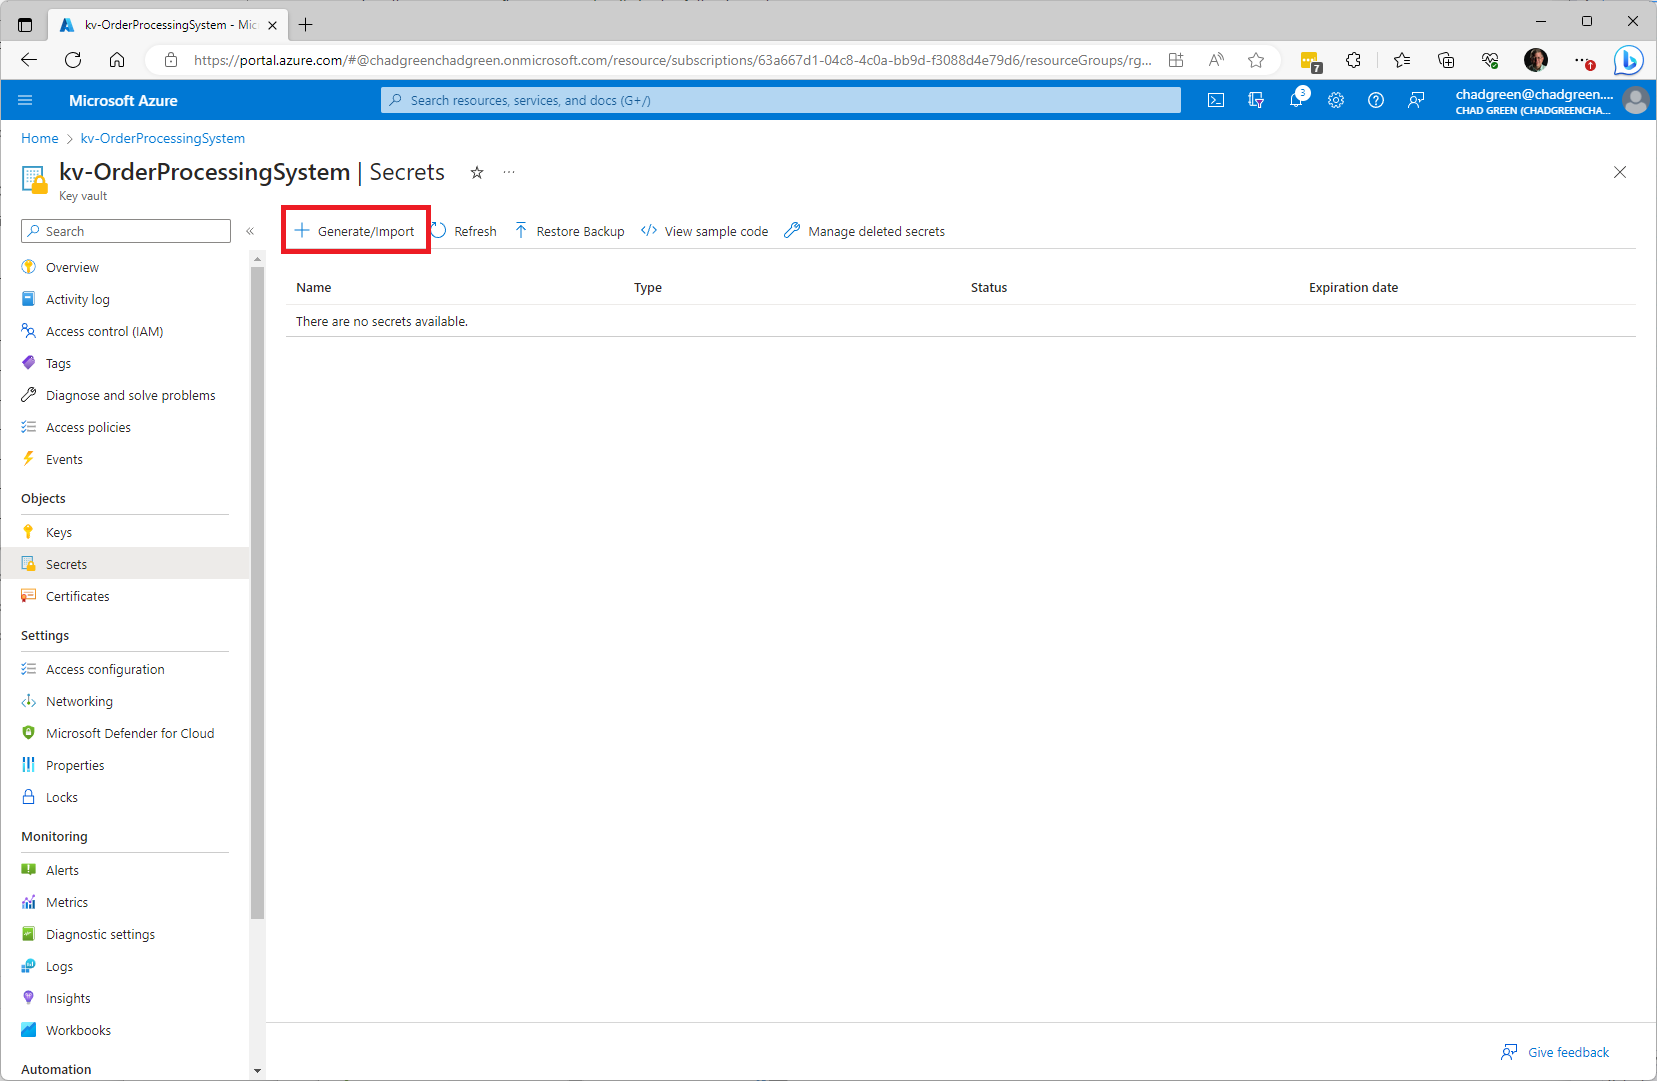 kv-OrderProcessingSystem - Mic
https://portal.azure.com/#@chadgreenchadgreen.onmicrosoft.com/resource/subscriptions/63a667d1-04c8-4c0a-bb9d-f3088d4e79d6/resourceGroups/rg...
7
Microsoft Azure
Search resources, services, and docs (G+/)
3
chadgreen@chadgreen....
CHAD GREEN (CHADGREENCHA...
Home > kv-OrderProcessingSystem
kv-OrderProcessingSystem | Secrets
Key vault
Search
Generate/Import
Refresh
Restore Backup
View sample code
Manage deleted secrets
Name Type Status Expiration date
There are no secrets available.
Overview
Activity log
Access control (IAM)
Tags
Diagnose and solve problems
Access policies
Events
Objects
Keys
Secrets
Certificates
Settings
Access configuration
Networking
Microsoft Defender for Cloud
Properties
Locks
Monitoring
Alerts
Metrics
Diagnostic settings
Logs
Insights
Workbooks
Automation
Give feedback